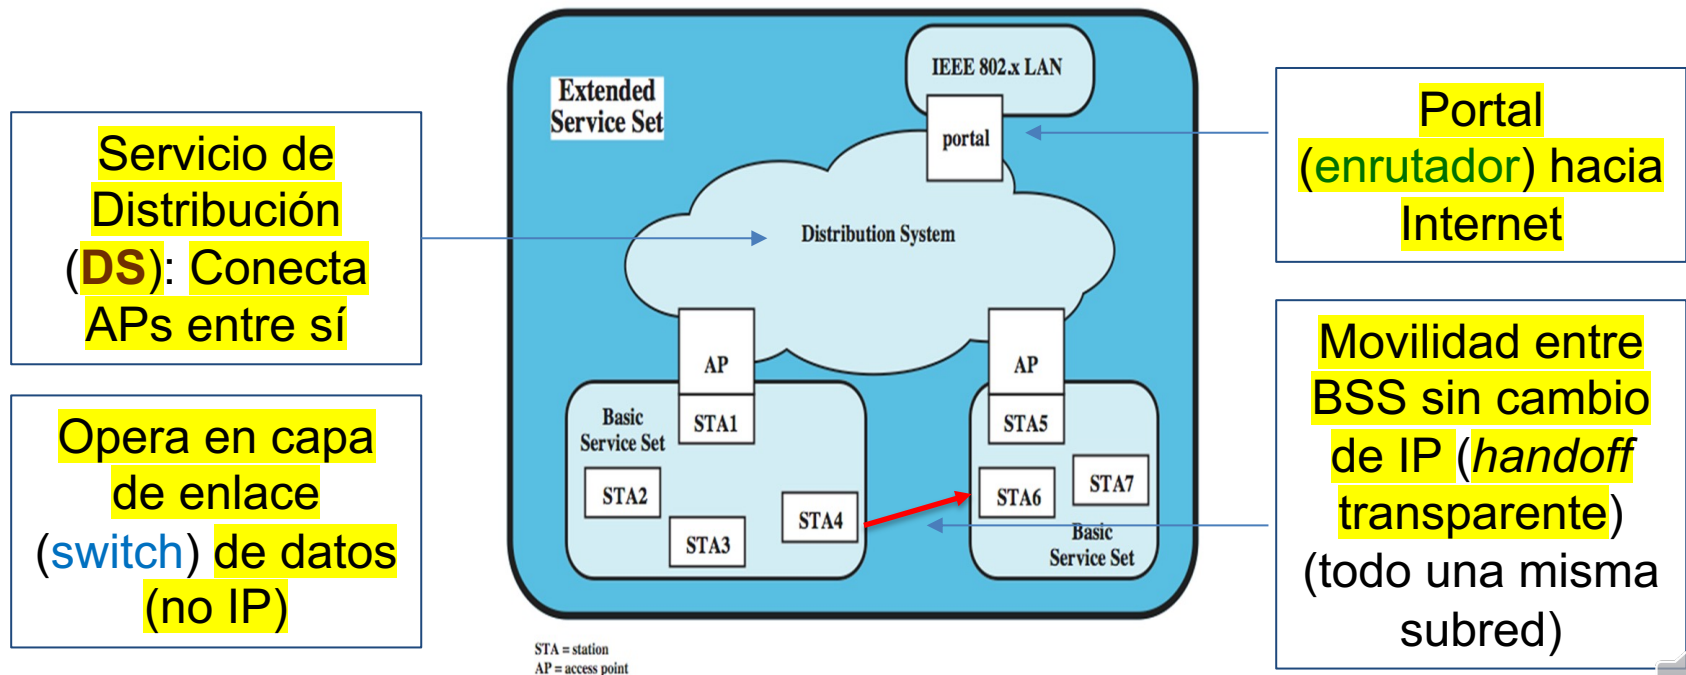 Servicio de
Distribución
(DS): Conecta
APs entre sí
Opera en capa
de enlace
(switch) de datos
(no IP)
Extended
Service Set
IEEE 802.x LAN
portal
Distribution System
AP
AP
Basic
Service Set
STA1
STA2
STA3
STA4
STA5
STA6
STA7
Basic
Service Set
STA = station
AP = access point
Portal
(enrutador) hacia
Internet
Movilidad entre
BSS sin cambio
de IP (handoff
transparente)
(todo una misma
subred)